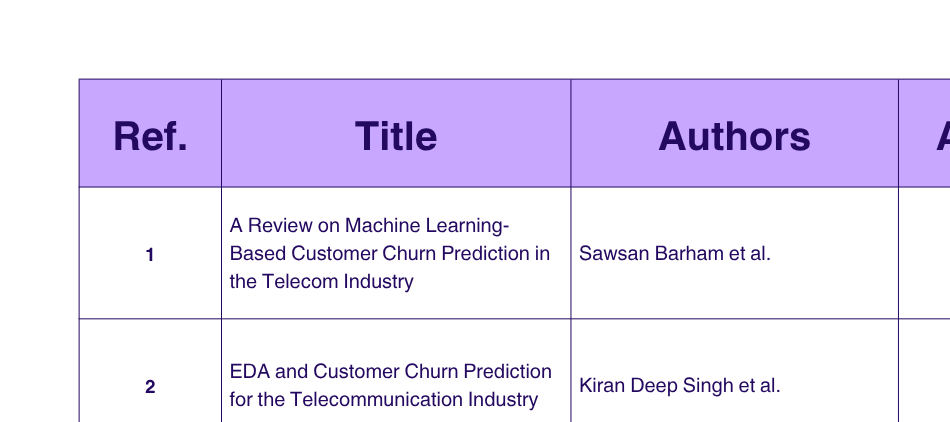 Ref.
Title
Authors
1
A Review on Machine Learning-
Based Customer Churn Prediction in
the Telecom Industry
Sawsan Barham et al.
2
EDA and Customer Churn Prediction
for the Telecommunication Industry
Kiran Deep Singh et al.